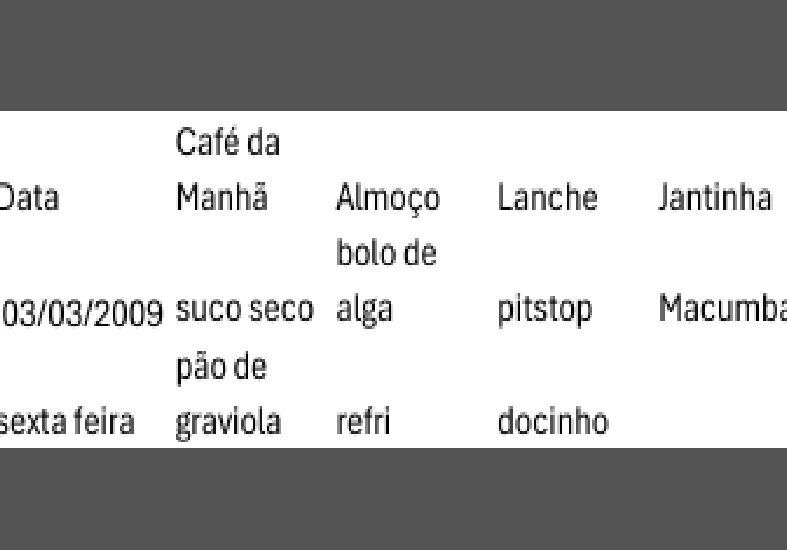 Café da
Data Manhã Almoço Lanche Jantinha
bolo de
03/03/2009 suco seco alga pitstop Macumba
pão de
sexta feira graviola refri docinho